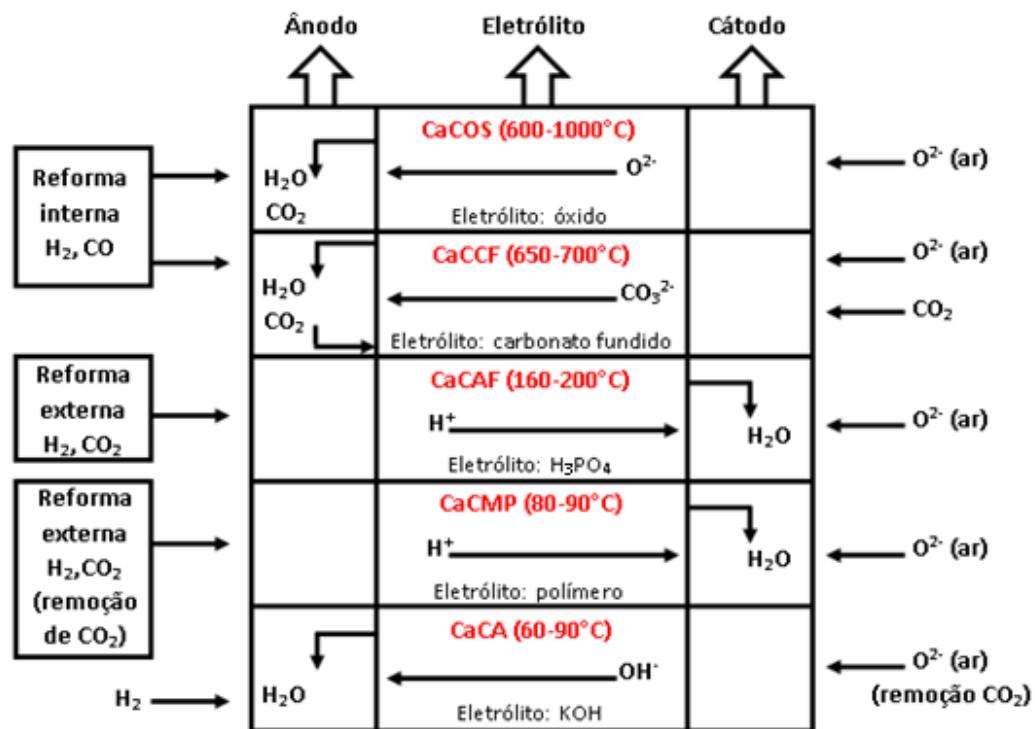 Ânodo
Eletrólito
Cátodo
Reforma
interna
H₂, CO
H₂O
CO₂
CaCOS (600-1000°C)
O²⁻
Eletrólito: óxido
O²⁻ (ar)
H₂O
CO₂
CaCCF (650-700°C)
CO₃²⁻
Eletrólito: carbonato fundido
O²⁻ (ar)
CO₂
Reforma
externa
H₂, CO₂
CaCAF (160-200°C)
H⁺
Eletrólito: H₃PO₄
H₂O
O²⁻ (ar)
Reforma
externa
H₂,CO₂
(remoção
de CO₂)
CaCMP (80-90°C)
H⁺
Eletrólito: polímero
H₂O
O²⁻ (ar)
H₂
H₂O
CaCA (60-90°C)
OH⁻
Eletrólito: KOH
O²⁻ (ar)
(remoção CO₂)